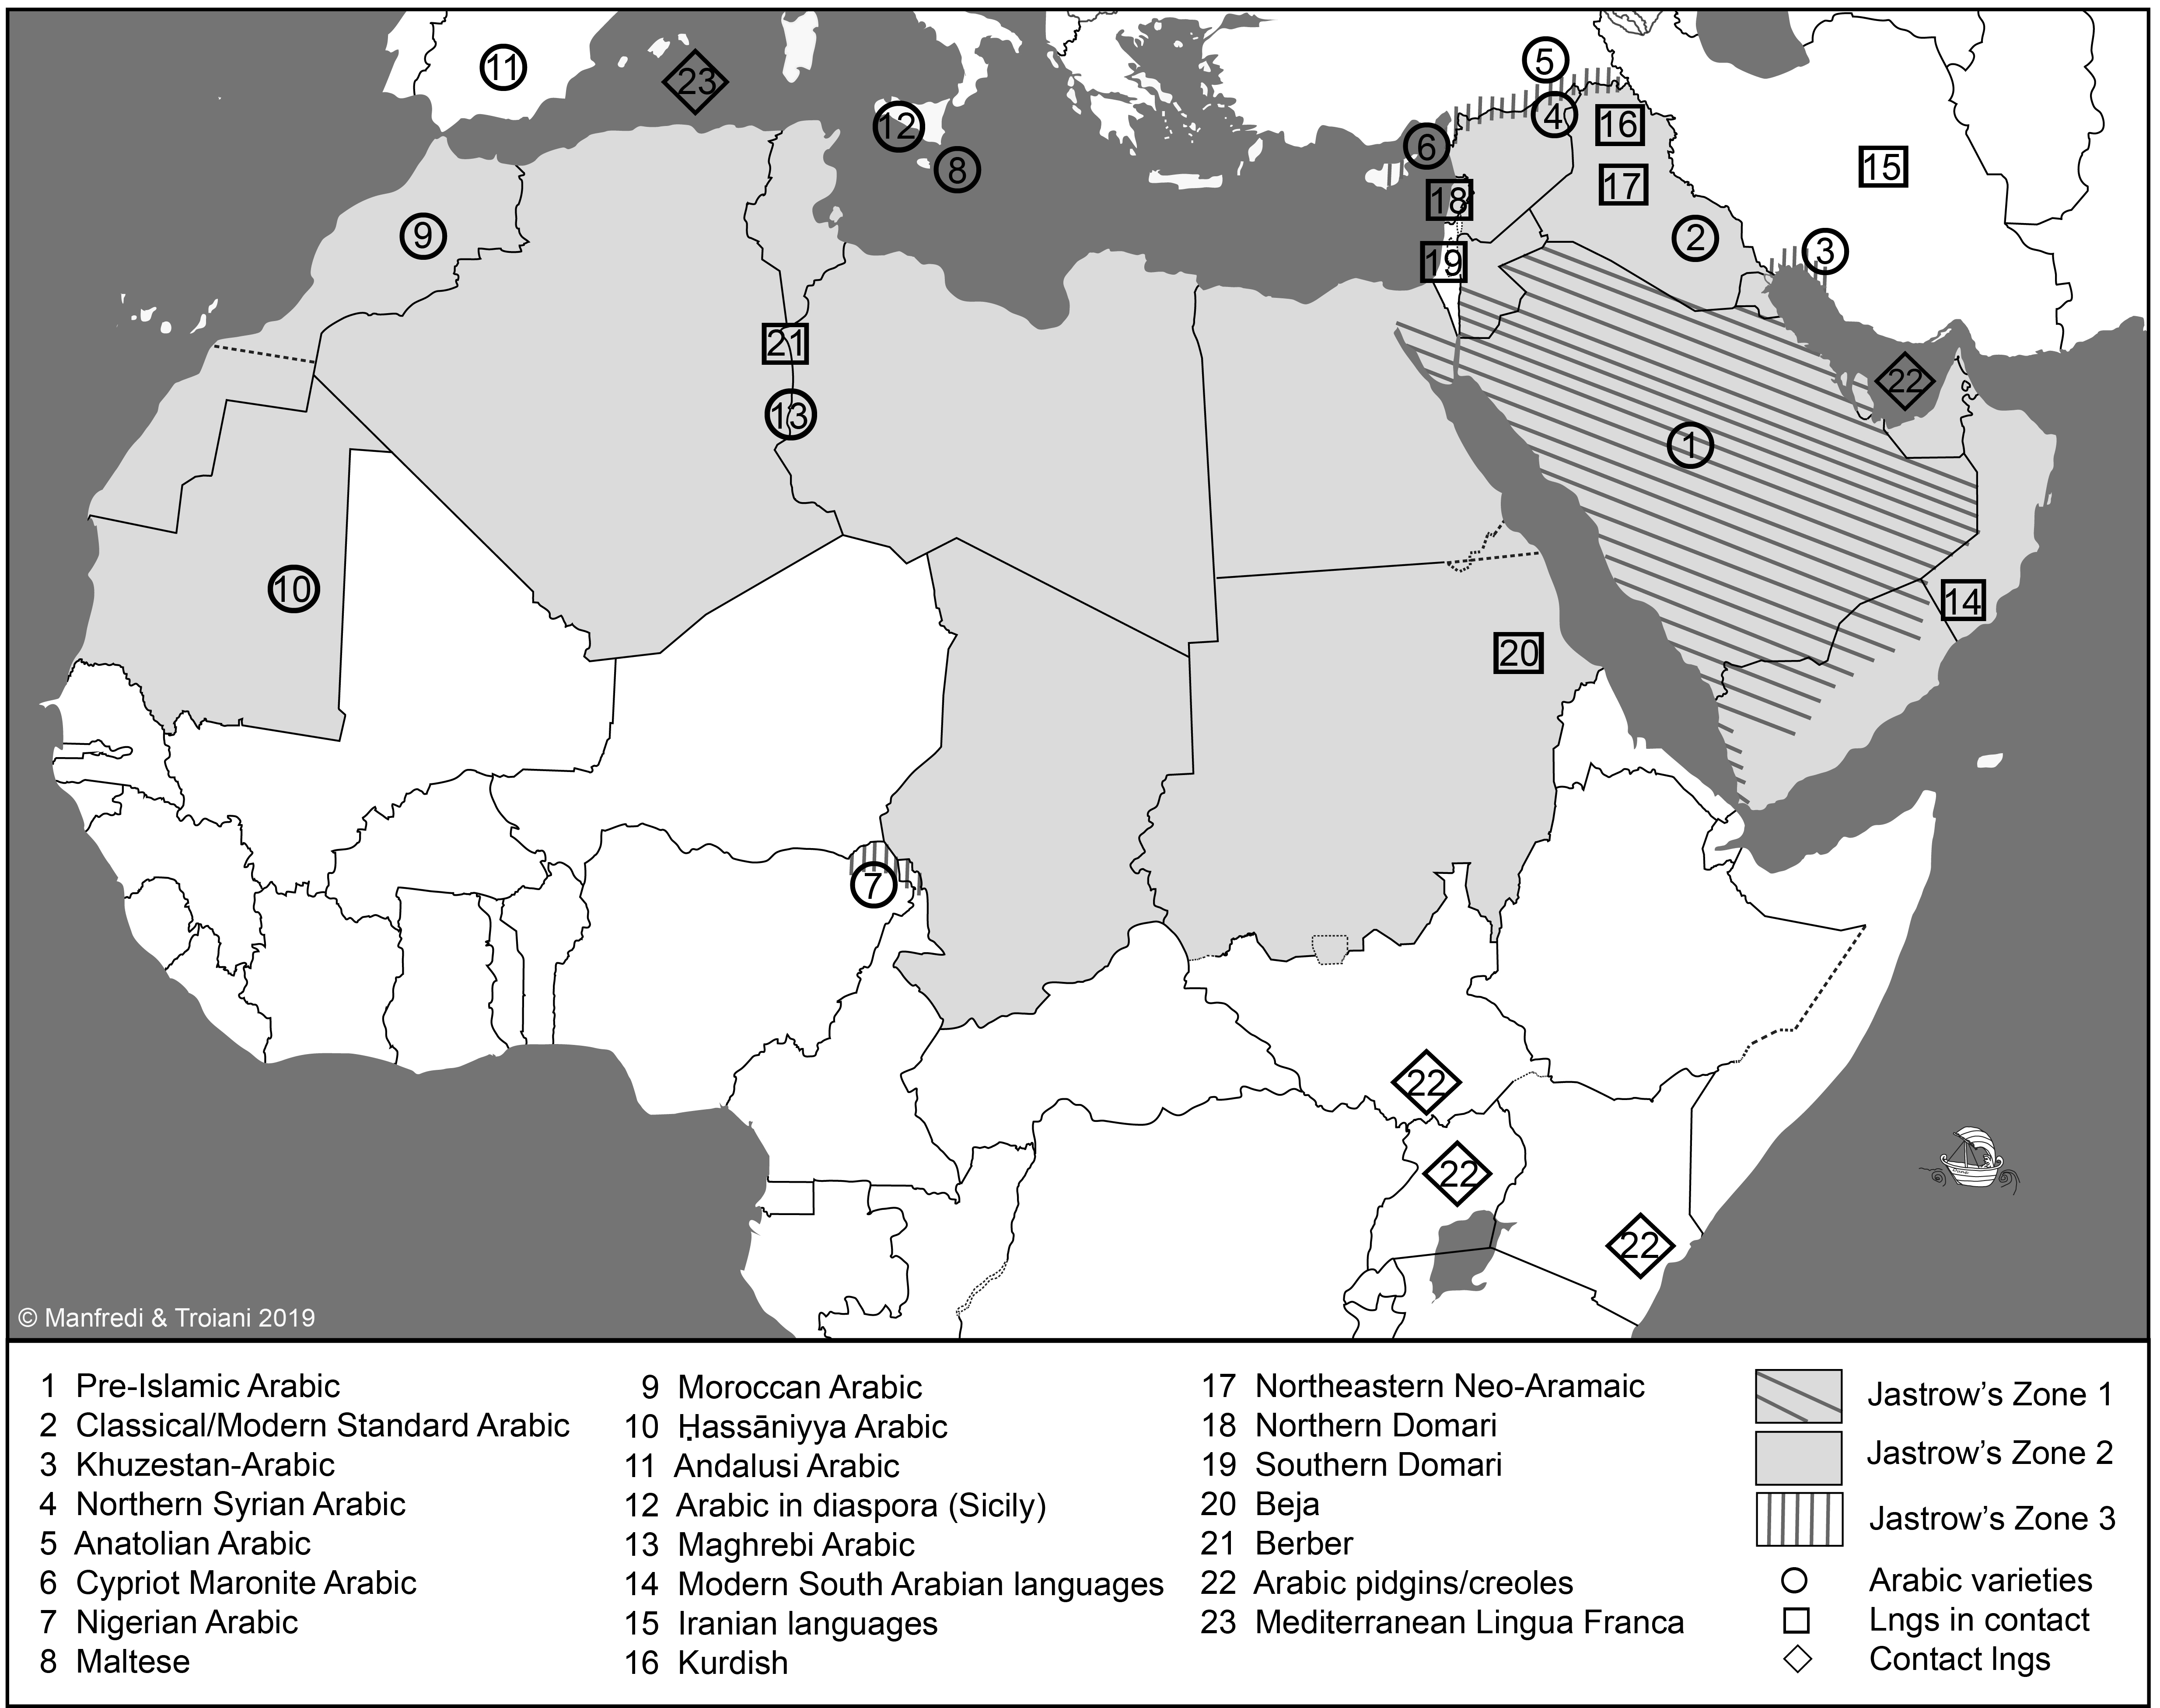 11
23
5
12
4
16
6
8
15
17
18
9
2
3
19
21
22
13
1
10
14
20
7
22
22
22
© Manfredi & Troiani 2019
1 Pre-Islamic Arabic
2 Classical/Modern Standard Arabic
3 Khuzestan-Arabic
4 Northern Syrian Arabic
5 Anatolian Arabic
6 Cypriot Maronite Arabic
7 Nigerian Arabic
8 Maltese
9 Moroccan Arabic
10 Ḥassāniyya Arabic
11 Andalusi Arabic
12 Arabic in diaspora (Sicily)
13 Maghrebi Arabic
14 Modern South Arabian languages
15 Iranian languages
16 Kurdish
17 Northeastern Neo-Aramaic
18 Northern Domari
19 Southern Domari
20 Beja
21 Berber
22 Arabic pidgins/creoles
23 Mediterranean Lingua Franca
Jastrow’s Zone 1
Jastrow’s Zone 2
Jastrow’s Zone 3
Arabic varieties
Lngs in contact
Contact lngs